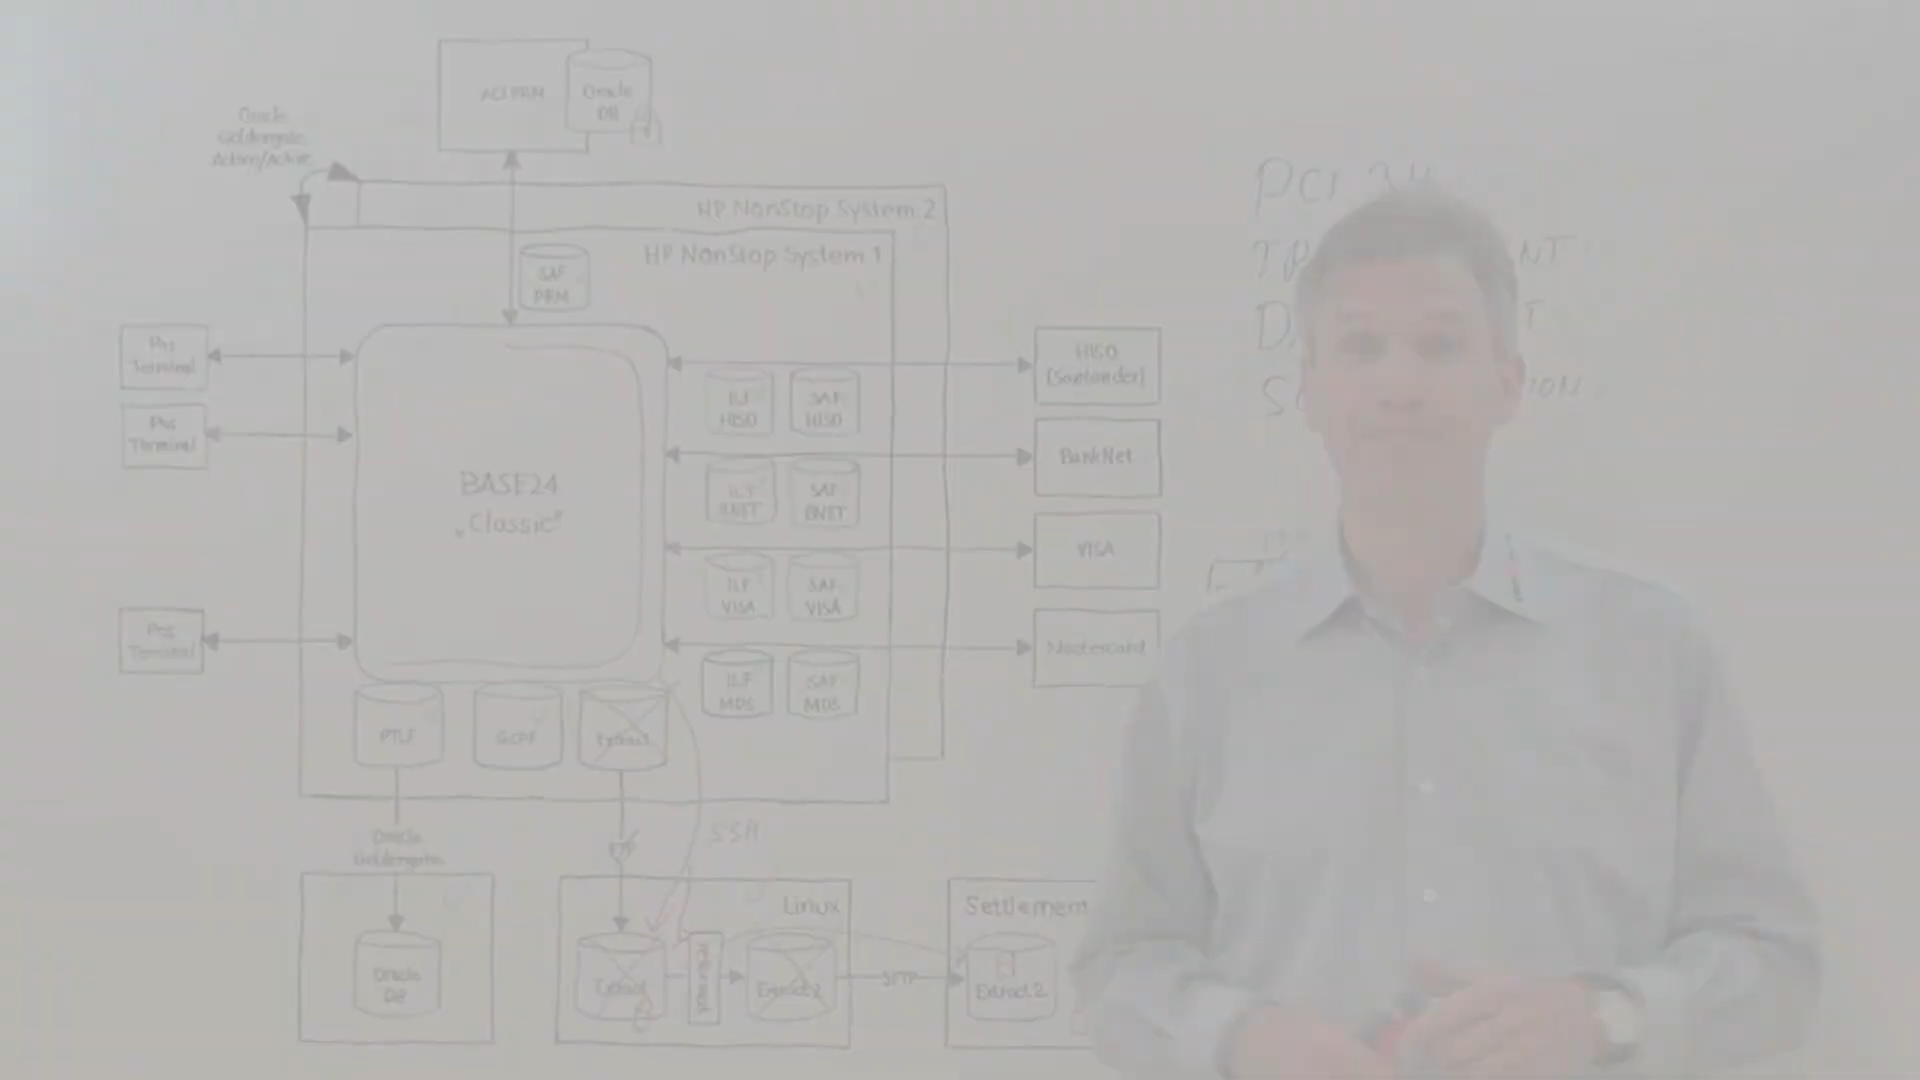 ACI PRM
Oracle
DB
Oracle
Goldengate
Active/Active
HP NonStop System 2
HP NonStop System 1
SAF
PRM
Pos
Terminal
HISO
(Santander)
ILF
HISO
SAF
HISO
Pos
Terminal
BankNet
BASE24
„Classic"
ILF
BNET
SAF
BNET
VISA
ILF
VISA
SAF
VISA
Pos
Terminal
Mastercard
ILF
MDS
SAF
MDS
PTLF
Extract
SSH
Oracle
Goldengate
FTP
Linux
Settlement
Oracle
DB
Extract
Extract2
SFTP
Extract2
PCI 3.4